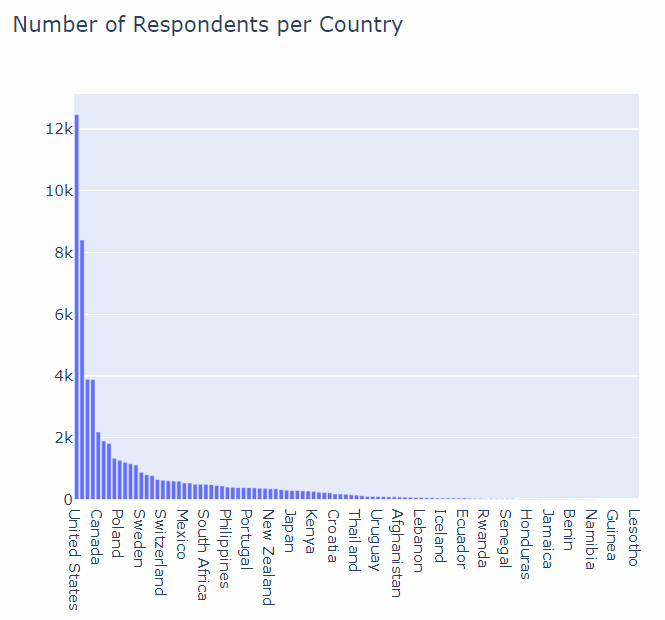 Number of Respondents per Country
12k
10k
8k
6k
4k
2k
0
United States
Canada
Poland
Sweden
Switzerland
Mexico
South Africa
Philippines
Portugal
New Zealand
Japan
Kenya
Croatia
Thailand
Uruguay
Afghanistan
Lebanon
Iceland
Ecuador
Rwanda
Senegal
Honduras
Jamaica
Benin
Namibia
Guinea
Lesotho